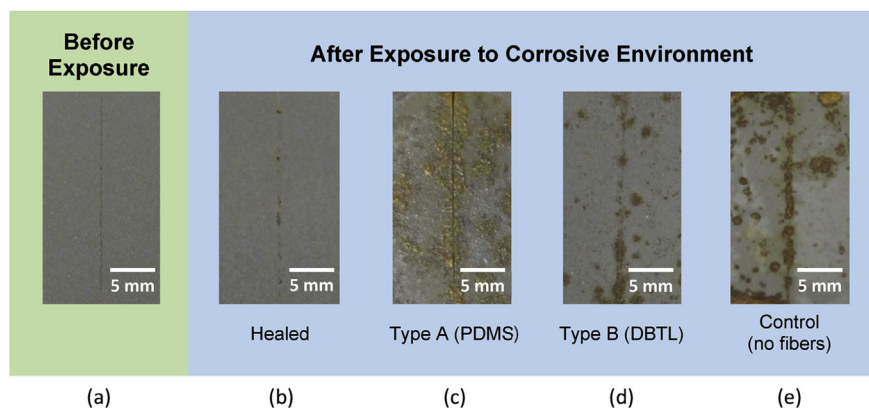 Before
Exposure
After Exposure to Corrosive Environment
5 mm
5 mm
5 mm
5 mm
5 mm
Healed
Type A (PDMS)
Type B (DBTL)
Control
(no fibers)
(a)
(b)
(c)
(d)
(e)